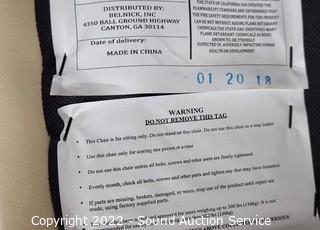 DISTRIBUTED BY:
BELNICK, INC
4350 BALL GROUND HIGHWAY
CANTON, GA 30114
Date of delivery:
MADE IN CHINA
THE STATE OF CALIFORNIA HAS UPDATED THE
FLAMMABILITY STANDARD AND DETERMINED THAT
THE FIRE SAFETY REQUIREMENTS FOR THIS PRODUCT
CAN BE MET WITHOUT ADDING FLAME RETARDANT
CHEMICALS. THE STATE HAS IDENTIFIED MANY
FLAME RETARDANT CHEMICALS AS BEING
KNOWN TO, OR STRONGLY
SUSPECTED OF, ADVERSELY IMPACTING HUMAN
HEALTH OR DEVELOPMENT
01 20 18
WARNING
DO NOT REMOVE THIS TAG
• This Chair is for sitting only. Do not stand on this chair. Do not use this chair as a step ladder
• Use this chair only for seating one person at a time
• Do not use this chair unless all bolts, screws and other parts are firmly tightened.
• Evenly month, check all bolts, screws and other parts and tighten any that may have loosened.
• If parts are missing, broken, damaged, or worn, stop use of the product until repair are
made, using factory supplied parts.
users weighing up to 300 lbs (136kg)
Copyright 2022 - Sound Auction Service